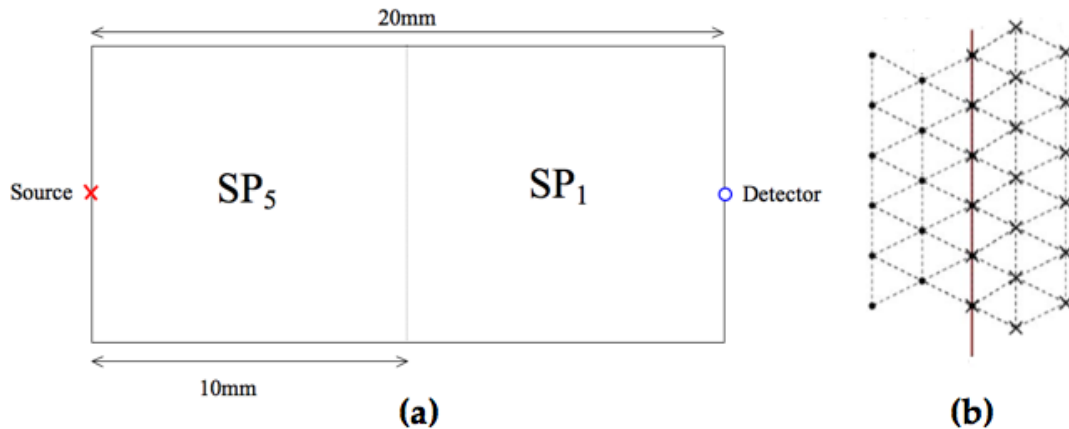 20mm
Source
SP₅
SP₁
Detector
10mm
(a)
(b)